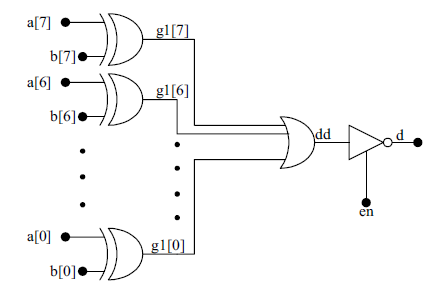 a[7]
g1[7]
b[7]
a[6]
g1[6]
b[6]
dd
d
en
a[0]
g1[0]
b[0]